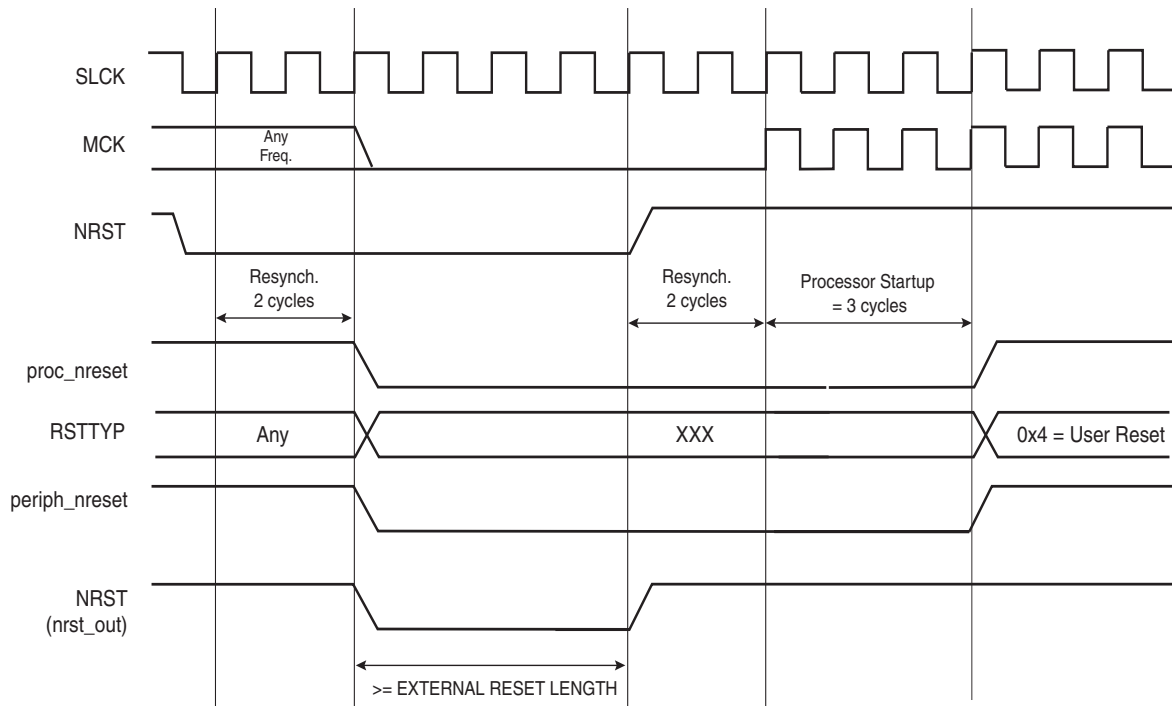 SLCK
MCK
Any
Freq.
NRST
Resynch.
2 cycles
Resynch.
2 cycles
Processor Startup
= 3 cycles
proc_nreset
RSTTYP
Any
XXX
0x4 = User Reset
periph_nreset
NRST
(nrst_out)
>= EXTERNAL RESET LENGTH